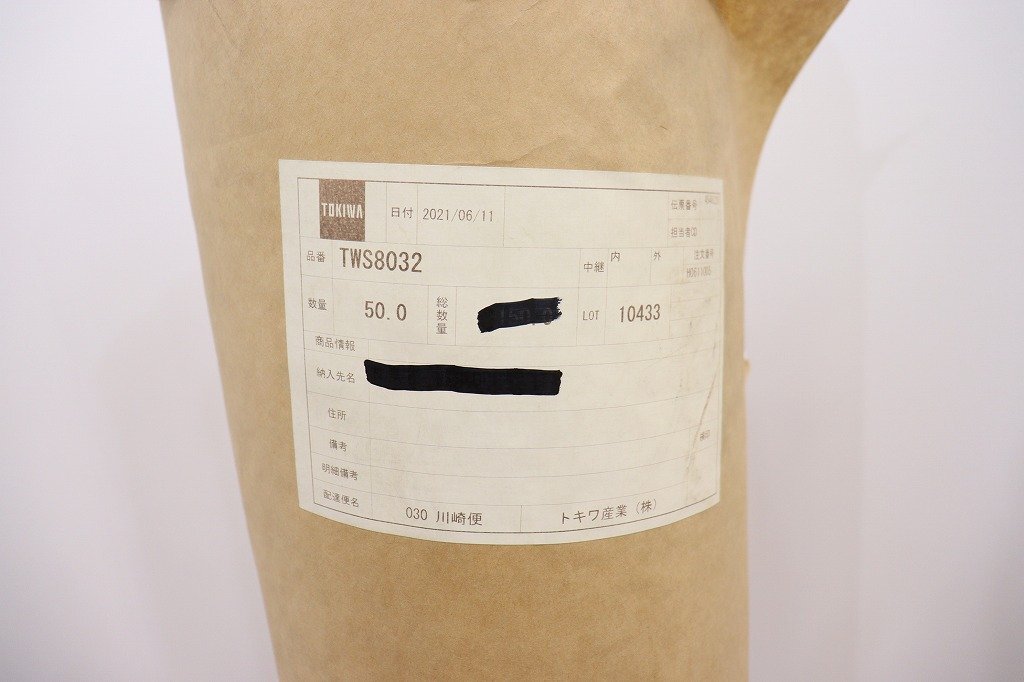 TOKIWA
日付 2021/06/11
伝票番号
担当者CD
品番 TWS8032
中継 内 外
注文番号
H0611005
数量 50.0 総数量 LOT 10433
商品情報
納入先名
住所
備考
明細備考
配達便名 030 川崎便 トキワ産業(株)